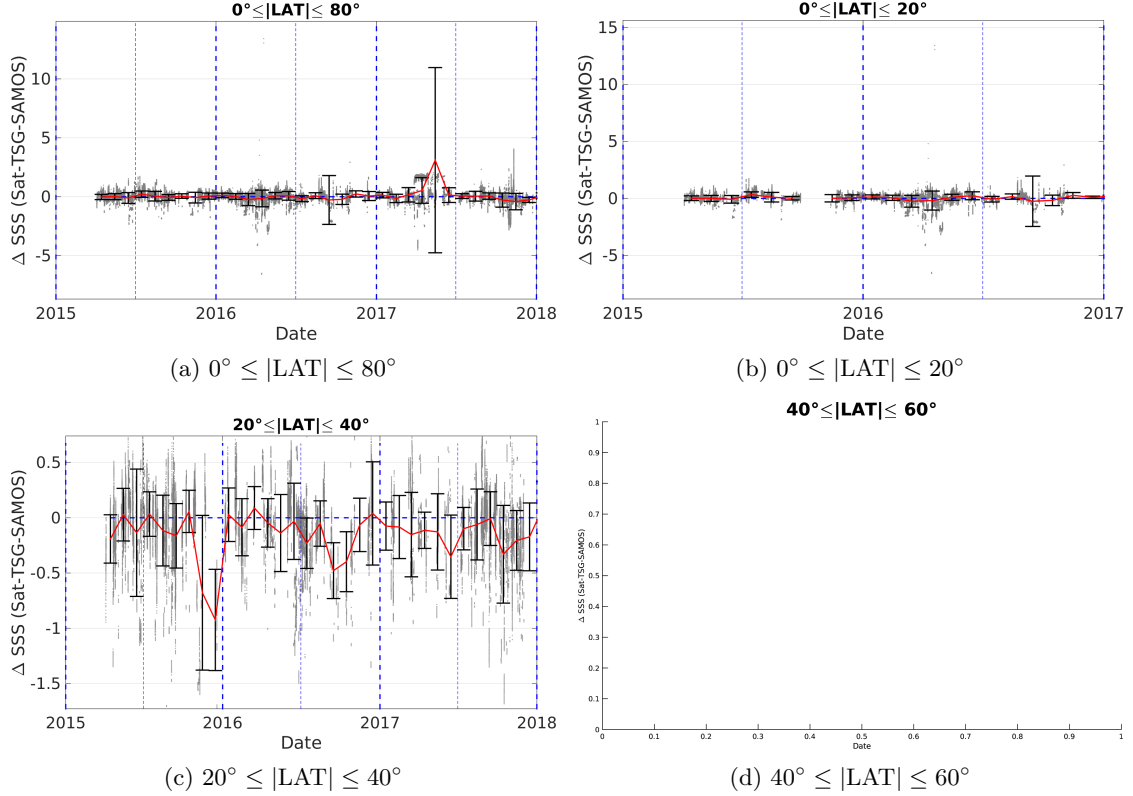 0°≤|LAT|≤ 80°
Δ SSS (Sat-TSG-SAMOS)
10
5
0
-5
2015
2016
2017
2018
Date
(a) 0° ≤ |LAT| ≤ 80°
0°≤|LAT|≤ 20°
Δ SSS (Sat-TSG-SAMOS)
15
10
5
0
-5
2015
2016
2017
Date
(b) 0° ≤ |LAT| ≤ 20°
20°≤|LAT|≤ 40°
Δ SSS (Sat-TSG-SAMOS)
0.5
0
-0.5
-1
-1.5
2015
2016
2017
2018
Date
(c) 20° ≤ |LAT| ≤ 40°
40°≤|LAT|≤ 60°
Δ SSS (Sat-TSG-SAMOS)
1
0.9
0.8
0.7
0.6
0.5
0.4
0.3
0.2
0.1
0
0
0.1
0.2
0.3
0.4
0.5
0.6
0.7
0.8
0.9
1
Date
(d) 40° ≤ |LAT| ≤ 60°